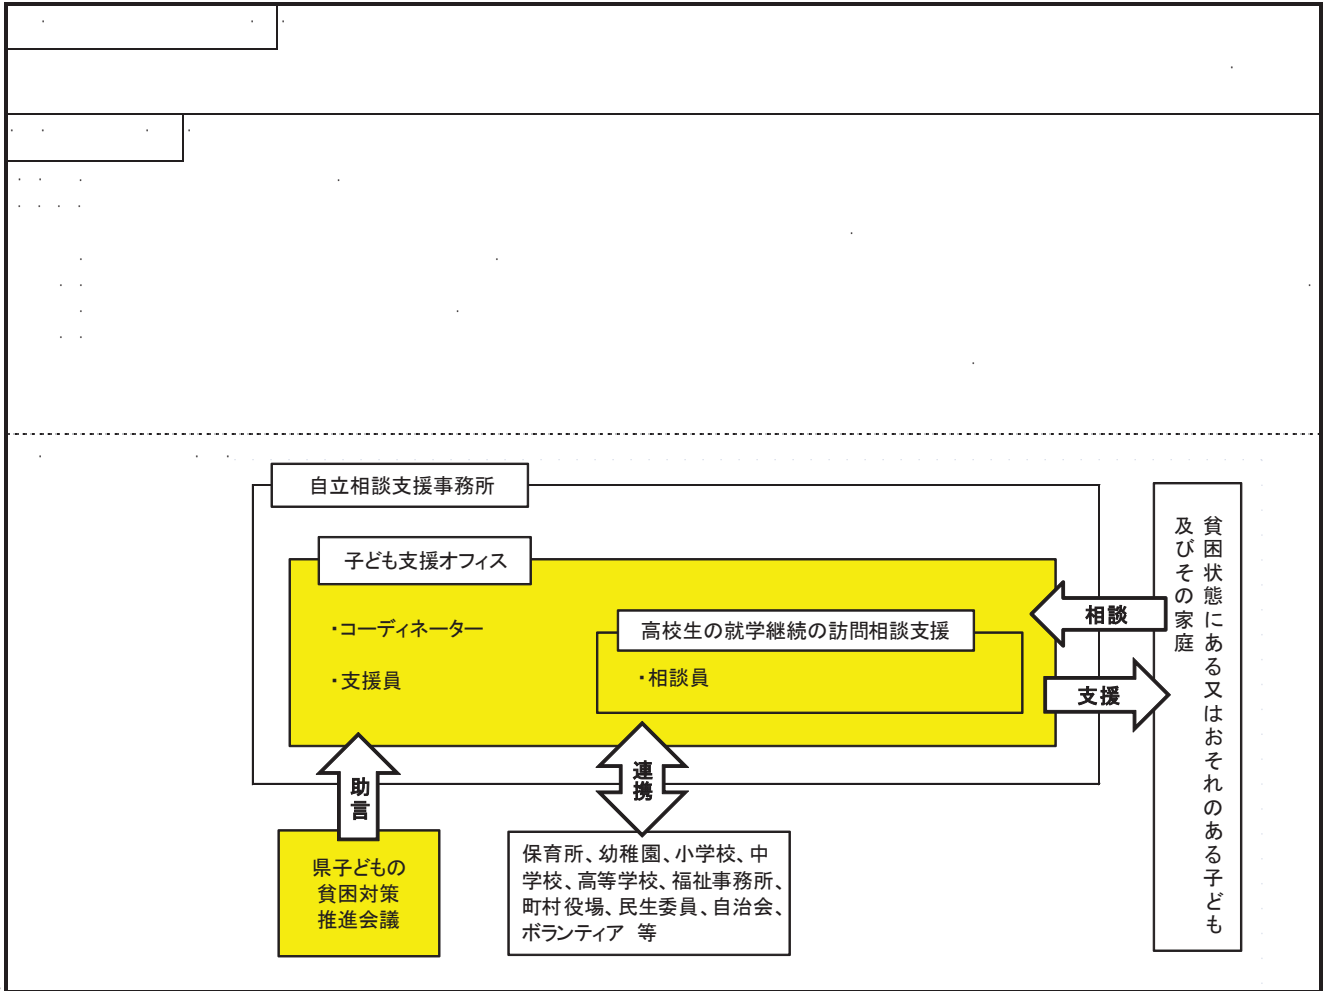 自立相談支援事務所
子ども支援オフィス
・コーディネーター
・支援員
高校生の就学継続の訪問相談支援
・相談員
相談
支援
貧困状態にある又はおそれのある子ども
及びその家庭
助言
連携
県子どもの
貧困対策
推進会議
保育所、幼稚園、小学校、中
学校、高等学校、福祉事務所、
町村役場、民生委員、自治会、
ボランティア 等